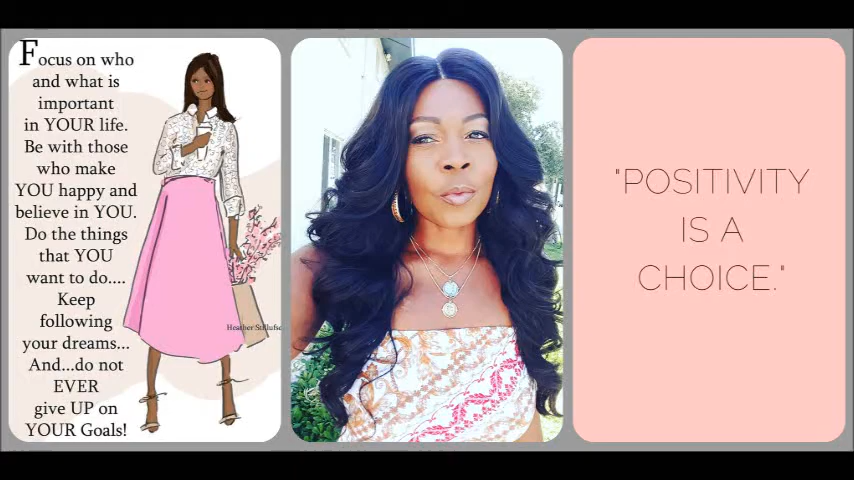 Focus on who
and what is
important
in YOUR life.
Be with those
who make
YOU happy and
believe in YOU.
Do the things
that YOU
want to do....
Keep
following
your dreams...
And...do not
EVER
give UP on
YOUR Goals!
"POSITIVITY
IS A
CHOICE."